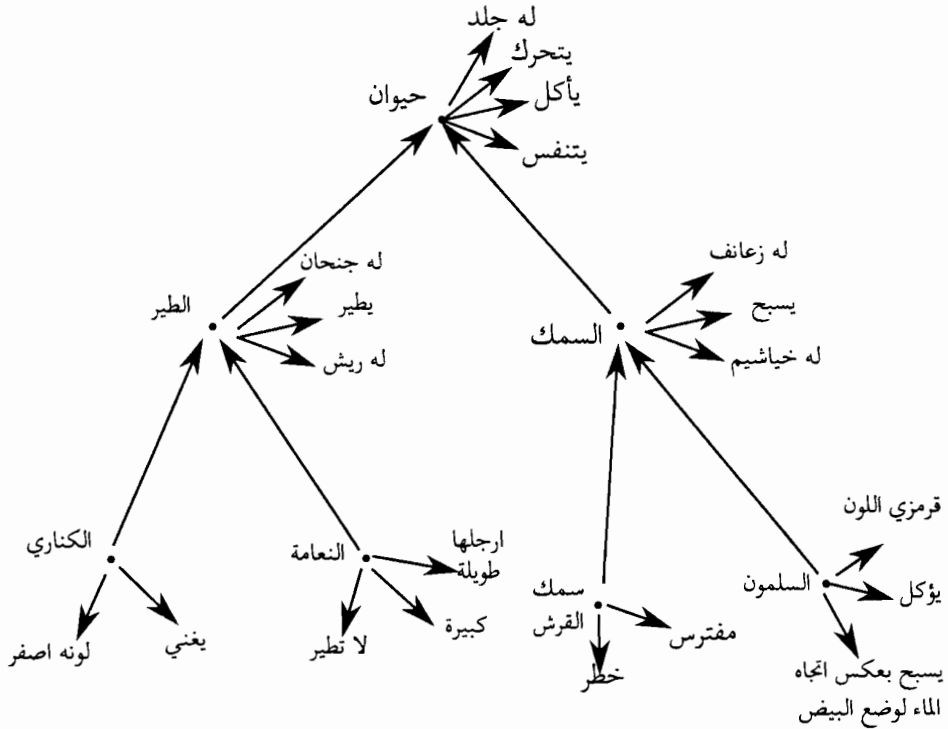 له جلد
يتحرك
حيوان
يأكل
يتنفس
له جنحان
الطير
يطير
له ريش
له زعانف
يسبح
السمك
له خياشيم
الكناري
لونه اصفر
يغني
النعامة
ارجلها
طويلة
كبيرة
لا تطير
سمك
القرش
مفترس
خطر
قرمزي اللون
السلمون
يؤكل
يسبح بعكس اتجاه
الماء لوضع البيض